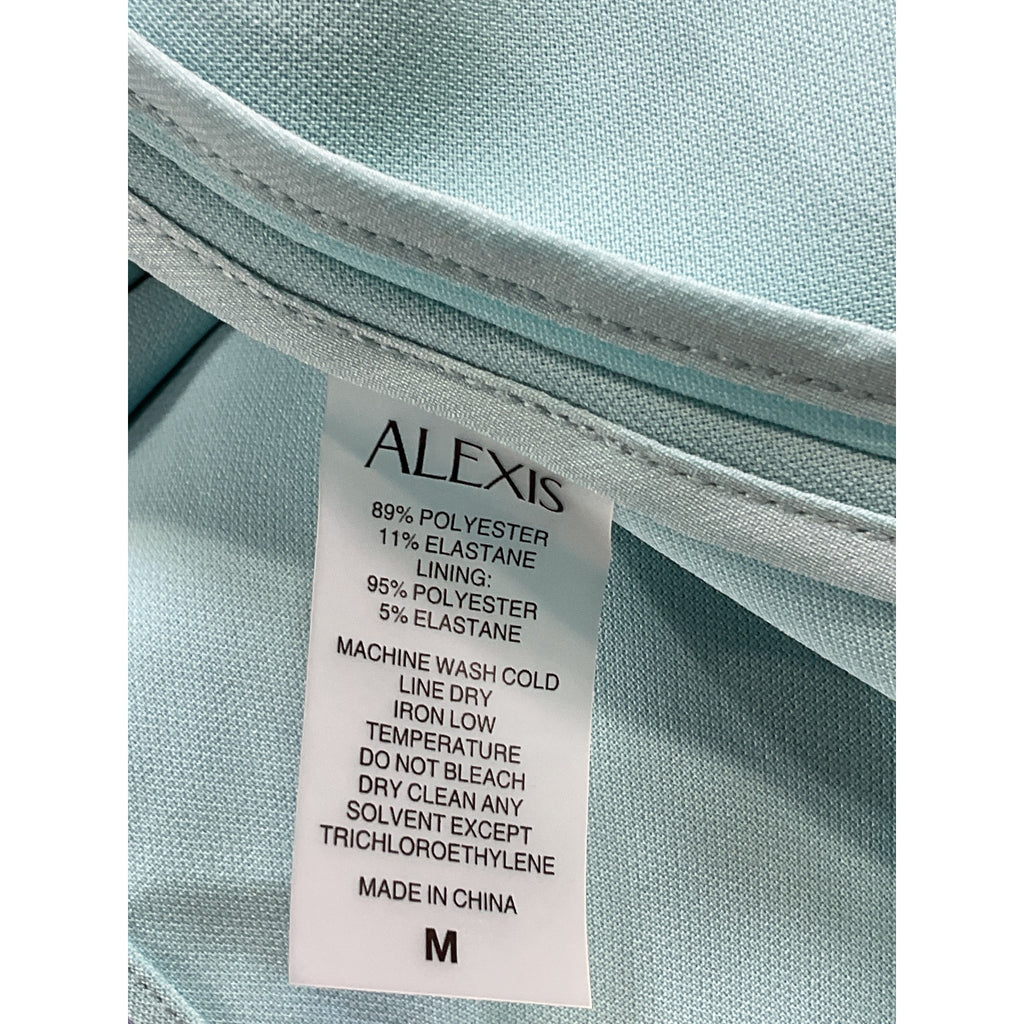 ALEXIS
89% POLYESTER
11% ELASTANE
LINING:
95% POLYESTER
5% ELASTANE
MACHINE WASH COLD
LINE DRY
IRON LOW
TEMPERATURE
DO NOT BLEACH
DRY CLEAN ANY
SOLVENT EXCEPT
TRICHLOROETHYLENE
MADE IN CHINA
M